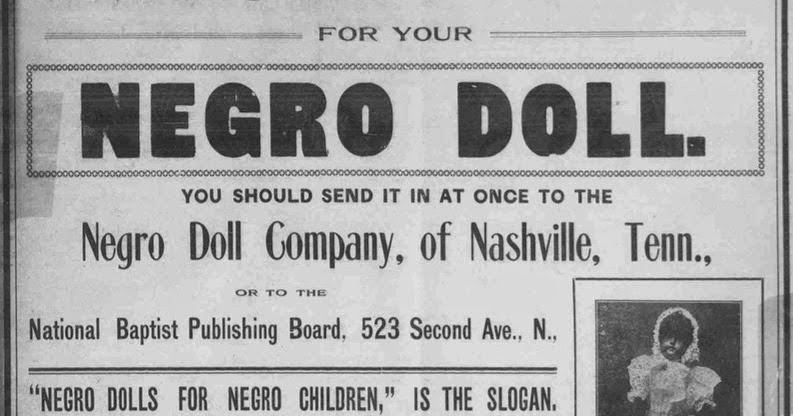 FOR YOUR
NEGRO DOLL.
YOU SHOULD SEND IT IN AT ONCE TO THE
Negro Doll Company, of Nashville, Tenn.,
OR TO THE
National Baptist Publishing Board, 523 Second Ave., N.,
"NEGRO DOLLS FOR NEGRO CHILDREN," IS THE SLOGAN.